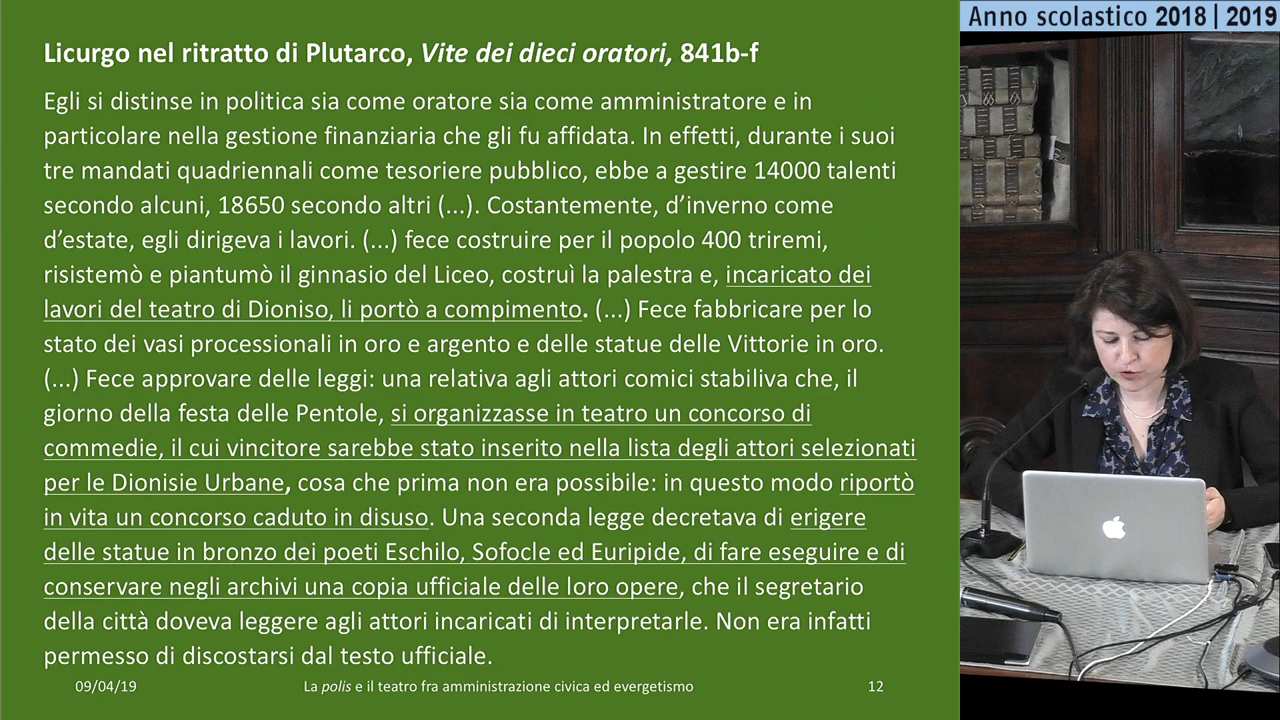 Anno scolastico 2018 | 2019
Licurgo nel ritratto di Plutarco, Vite dei dieci oratori, 841b-f
Egli si distinse in politica sia come oratore sia come amministratore e in
particolare nella gestione finanziaria che gli fu affidata. In effetti, durante i suoi
tre mandati quadriennali come tesoriere pubblico, ebbe a gestire 14000 talenti
secondo alcuni, 18650 secondo altri (...). Costantemente, d’inverno come
d’estate, egli dirigeva i lavori. (...) fece costruire per il popolo 400 triremi,
risistemò e piantumò il ginnasio del Liceo, costruì la palestra e, incaricato dei
lavori del teatro di Dioniso, li portò a compimento. (...) Fece fabbricare per lo
stato dei vasi processionali in oro e argento e delle statue delle Vittorie in oro.
(...) Fece approvare delle leggi: una relativa agli attori comici stabiliva che, il
giorno della festa delle Pentole, si organizzasse in teatro un concorso di
commedie, il cui vincitore sarebbe stato inserito nella lista degli attori selezionati
per le Dionisie Urbane, cosa che prima non era possibile: in questo modo riportò
in vita un concorso caduto in disuso. Una seconda legge decretava di erigere
delle statue in bronzo dei poeti Eschilo, Sofocle ed Euripide, di fare eseguire e di
conservare negli archivi una copia ufficiale delle loro opere, che il segretario
della città doveva leggere agli attori incaricati di interpretarle. Non era infatti
permesso di discostarsi dal testo ufficiale.
09/04/19
La polis e il teatro fra amministrazione civica ed evergetismo
12